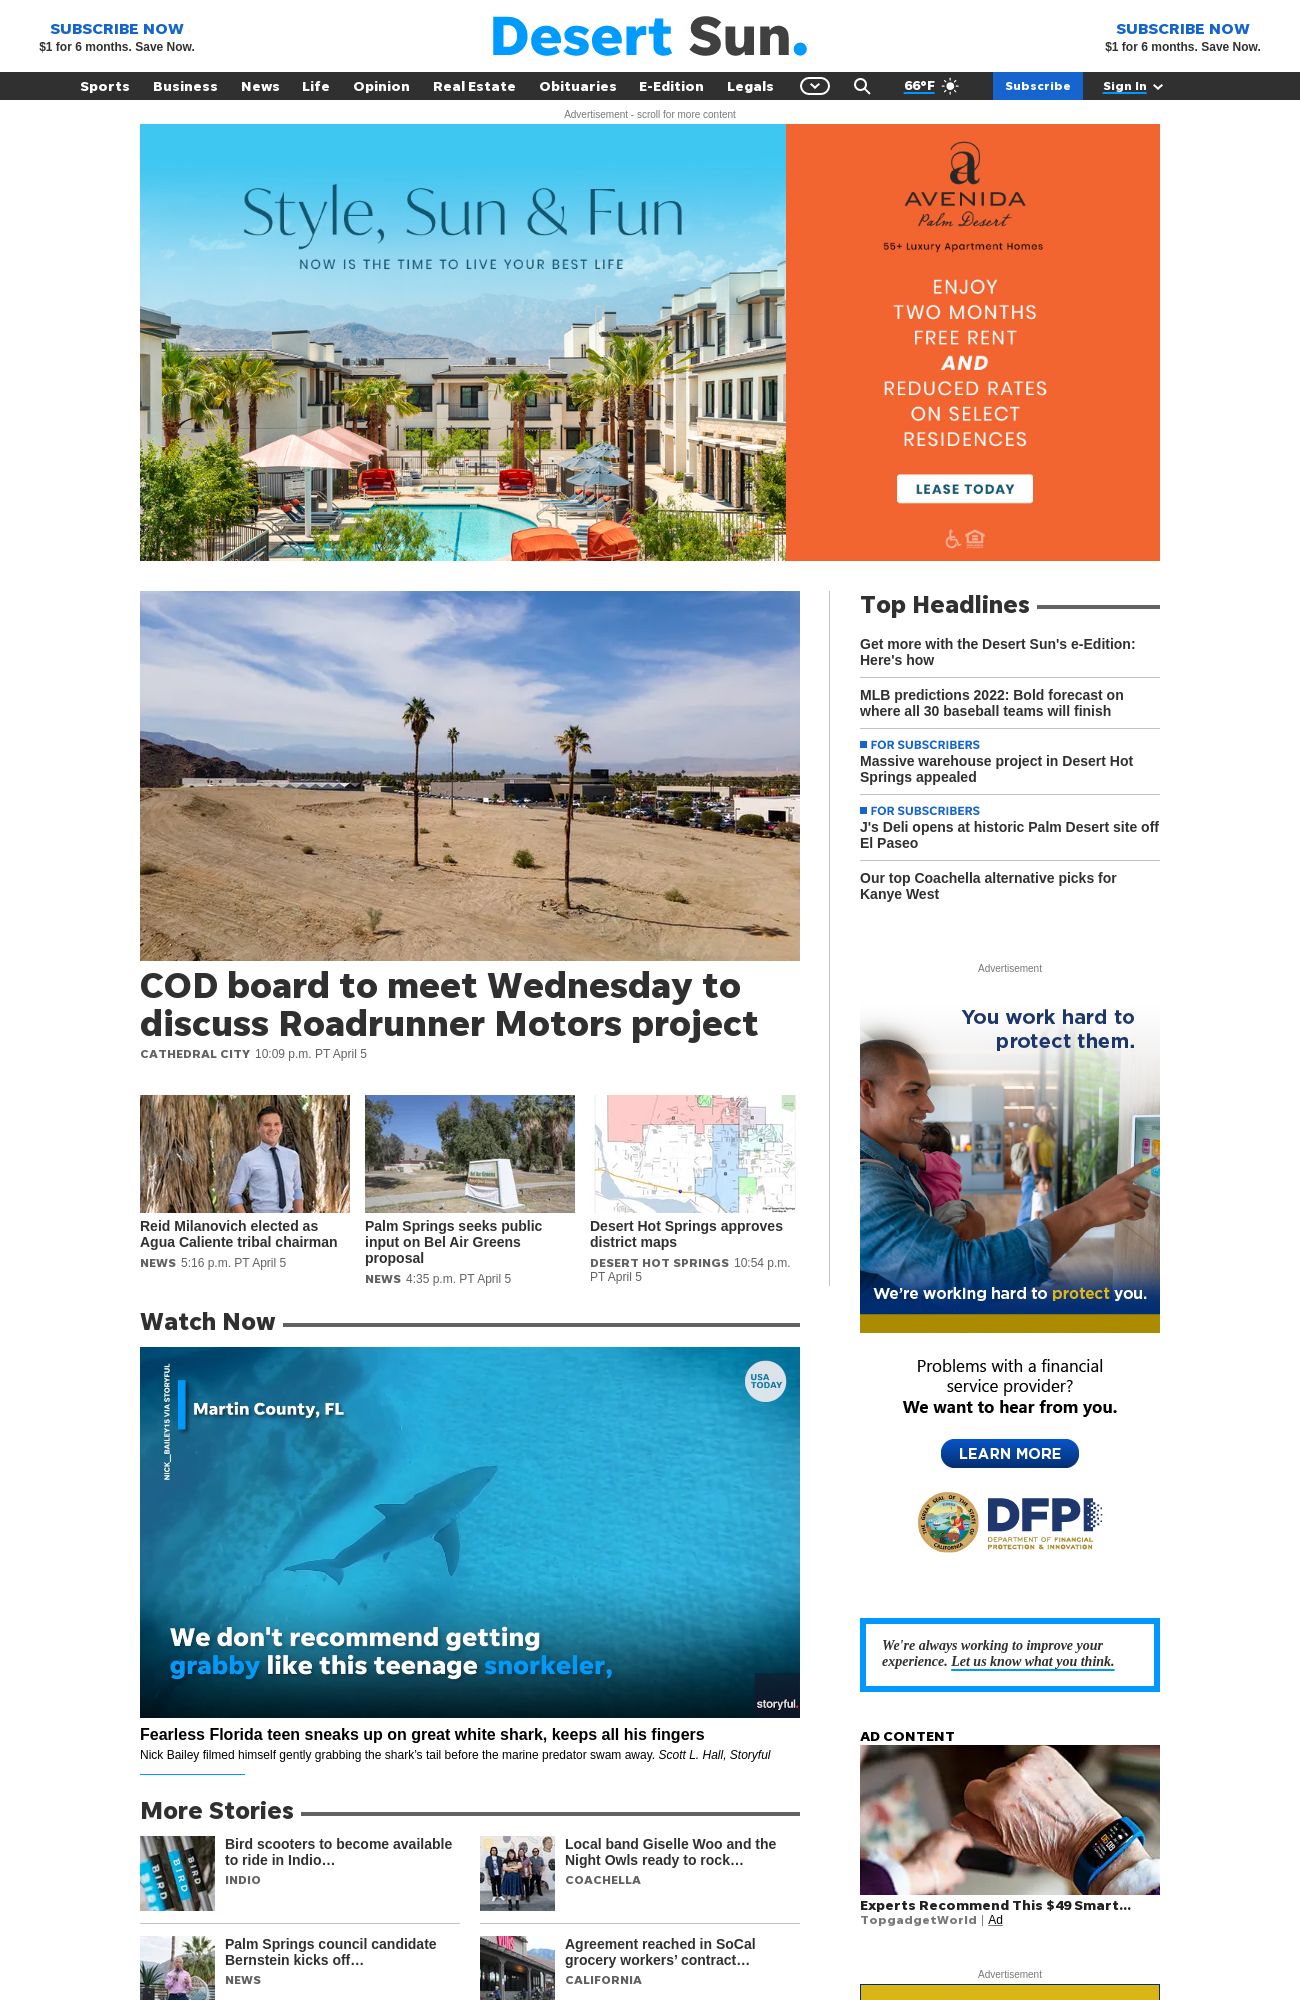 SUBSCRIBE NOW
$1 for 6 months. Save Now.
Desert Sun.
SUBSCRIBE NOW
$1 for 6 months. Save Now.
Sports Business News Life Opinion Real Estate Obituaries E-Edition Legals 66°F Subscribe Sign In
Advertisement - scroll for more content
Style, Sun & Fun
NOW IS THE TIME TO LIVE YOUR BEST LIFE
a
AVENIDA
Palm Desert
55+ Luxury Apartment Homes
ENJOY
TWO MONTHS
FREE RENT
AND
REDUCED RATES
ON SELECT
RESIDENCES
LEASE TODAY
COD board to meet Wednesday to
discuss Roadrunner Motors project
CATHEDRAL CITY 10:09 p.m. PT April 5
Reid Milanovich elected as
Agua Caliente tribal chairman
NEWS 5:16 p.m. PT April 5
Bel Air Greens
Palm Springs seeks public
input on Bel Air Greens
proposal
NEWS 4:35 p.m. PT April 5
Desert Hot Springs approves
district maps
DESERT HOT SPRINGS 10:54 p.m.
PT April 5
Top Headlines
Get more with the Desert Sun's e-Edition:
Here's how
MLB predictions 2022: Bold forecast on
where all 30 baseball teams will finish
FOR SUBSCRIBERS
Massive warehouse project in Desert Hot
Springs appealed
FOR SUBSCRIBERS
J's Deli opens at historic Palm Desert site off
El Paseo
Our top Coachella alternative picks for
Kanye West
Advertisement
You work hard to
protect them.
We're working hard to protect you.
Problems with a financial
service provider?
We want to hear from you.
LEARN MORE
THE GREAT SEAL OF THE STATE OF CALIFORNIA
DFPI
DEPARTMENT OF FINANCIAL
PROTECTION & INNOVATION
Watch Now
NICK__BAILEY15 VIA STORYFUL
Martin County, FL
USA
TODAY
We don't recommend getting
grabby like this teenage snorkeler,
storyful.
Fearless Florida teen sneaks up on great white shark, keeps all his fingers
Nick Bailey filmed himself gently grabbing the shark's tail before the marine predator swam away. Scott L. Hall, Storyful
We're always working to improve your
experience. Let us know what you think.
More Stories
BIRD
BIRD
BIRD
Bird scooters to become available
to ride in Indio…
INDIO
Local band Giselle Woo and the
Night Owls ready to rock…
COACHELLA
Palm Springs council candidate
Bernstein kicks off…
NEWS
Agreement reached in SoCal
grocery workers’ contract…
CALIFORNIA
AD CONTENT
Experts Recommend This $49 Smart…
TopgadgetWorld | Ad
Advertisement